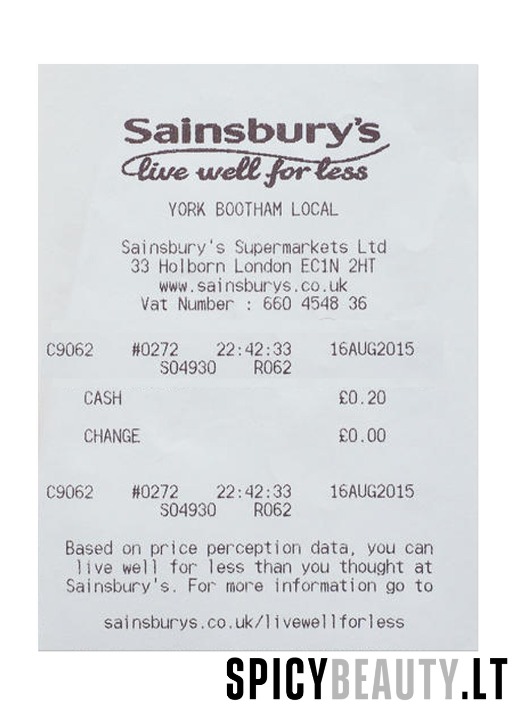 Sainsbury's
live well for less
YORK BOOTHAM LOCAL
Sainsbury's Supermarkets Ltd
33 Holborn London EC1N 2HT
www.sainsburys.co.uk
Vat Number : 660 4548 36
C9062 #0272 22:42:33 16AUG2015
S04930 R062
CASH £0.20
CHANGE £0.00
C9062 #0272 22:42:33 16AUG2015
S04930 R062
Based on price perception data, you can
live well for less than you thought at
Sainsbury's. For more information go to
sainsburys.co.uk/livewellforless
SPICYBEAUTY.LT